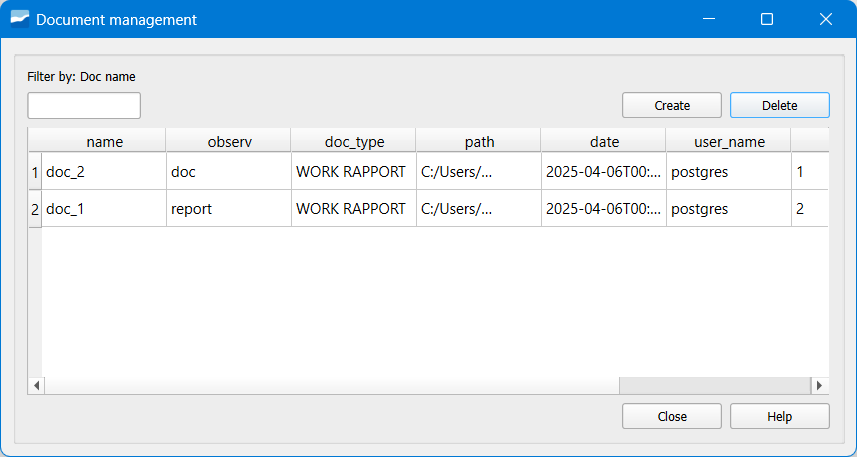 Document management
Filter by: Doc name
Create Delete
name observ doc_type path date user_name
1 doc_2 doc WORK RAPPORT C:/Users/... 2025-04-06T00:... postgres 1
2 doc_1 report WORK RAPPORT C:/Users/... 2025-04-06T00:... postgres 2
Close Help